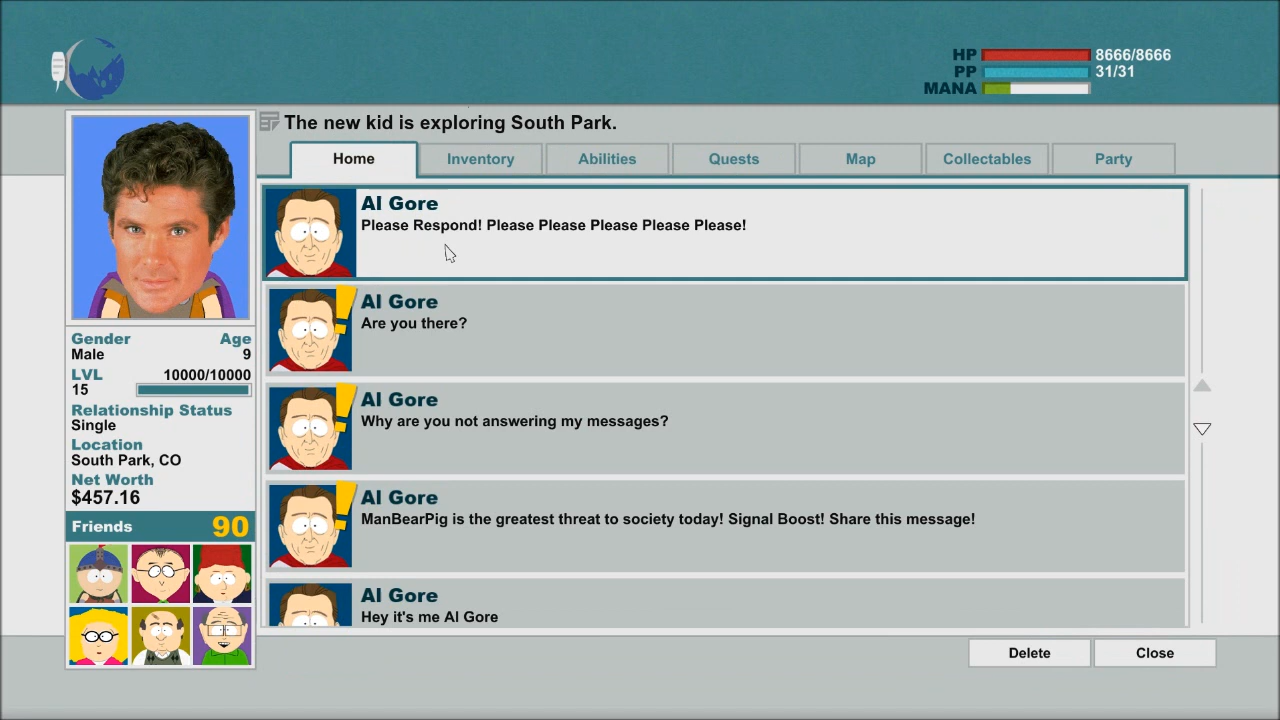 HP 8666/8666
PP 31/31
MANA
The new kid is exploring South Park.
Home Inventory Abilities Quests Map Collectables Party
Al Gore
Please Respond! Please Please Please Please Please!
Al Gore
Are you there?
Al Gore
Why are you not answering my messages?
Al Gore
ManBearPig is the greatest threat to society today! Signal Boost! Share this message!
Al Gore
Hey it's me Al Gore
Gender Age
Male 9
LVL 10000/10000
15
Relationship Status
Single
Location
South Park, CO
Net Worth
$457.16
Friends 90
Delete Close